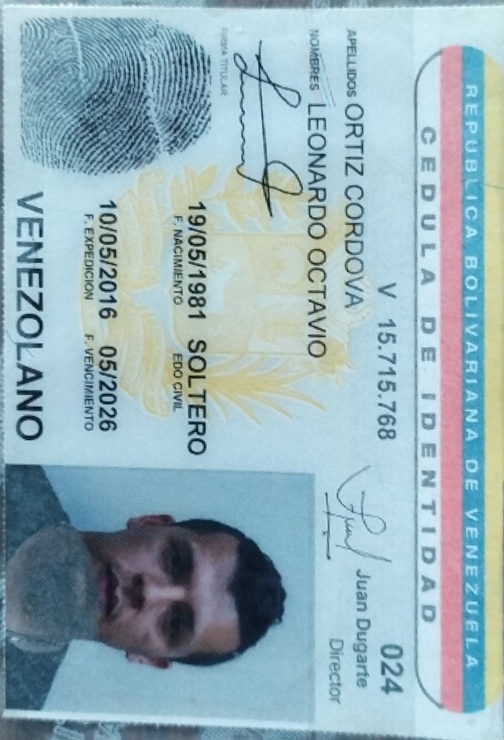 REPUBLICA BOLIVARIANA DE VENEZUELA
CEDULA DE IDENTIDAD
V 15.715.768
024
APELLIDOS ORTIZ CORDOVA
Juan Dugarte
Director
NOMBRES LEONARDO OCTAVIO
FIRMA TITULAR
19/05/1981 SOLTERO
F. NACIMIENTO EDO CIVIL
10/05/2016 05/2026
F. EXPEDICION F. VENCIMIENTO
VENEZOLANO